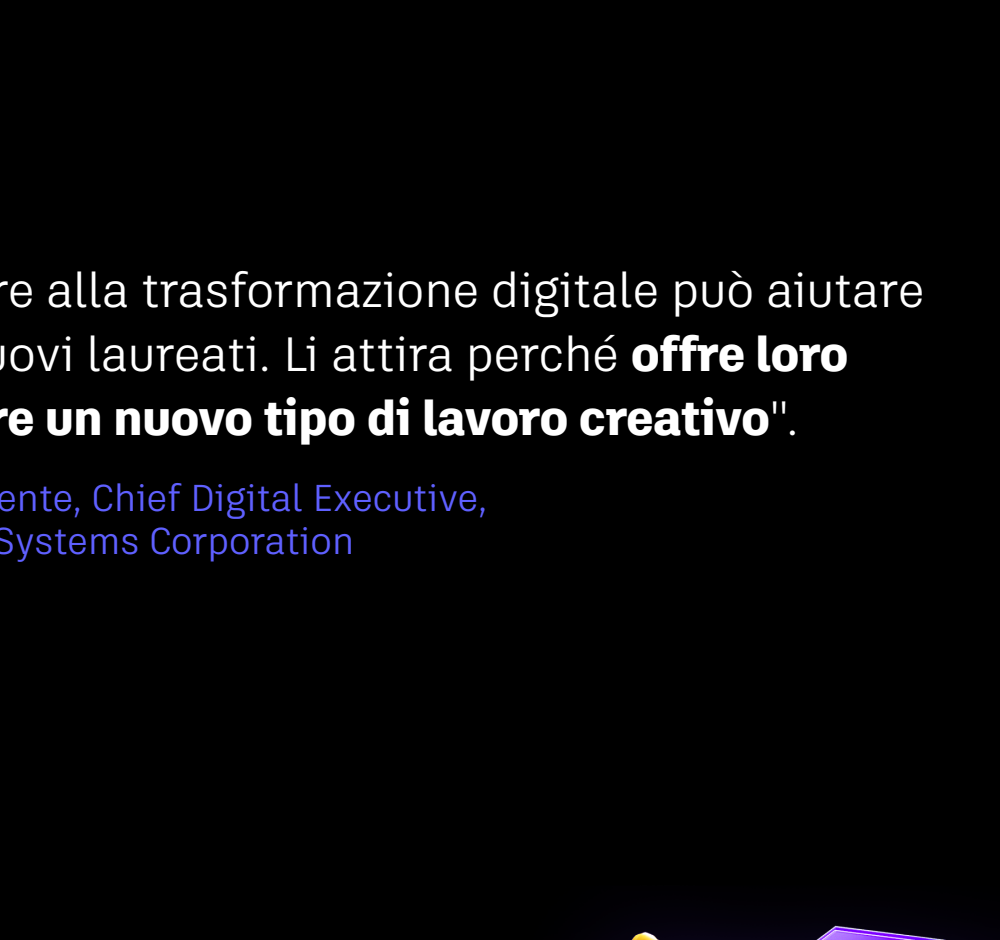 re alla trasformazione digitale può aiutare
uovi laureati. Li attira perché offre loro
re un nuovo tipo di lavoro creativo".
ente, Chief Digital Executive,
Systems Corporation